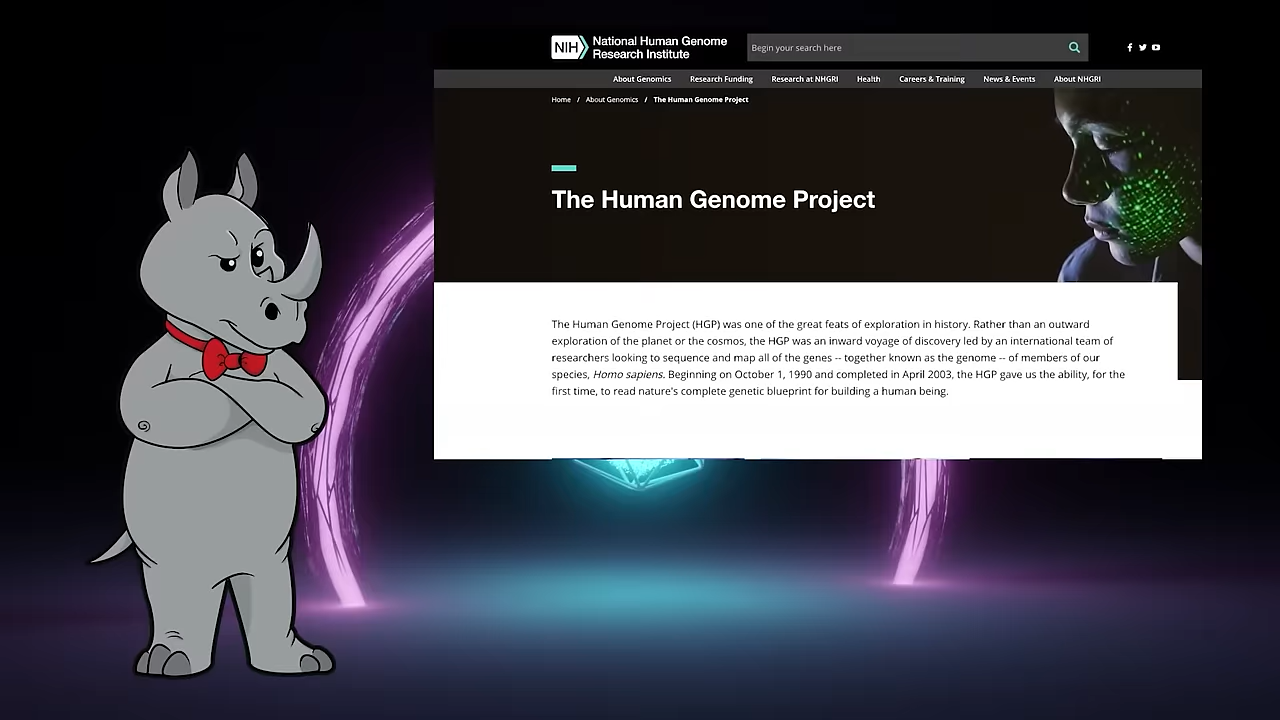 NIH National Human Genome
Research Institute
Begin your search here
About Genomics Research Funding Research at NHGRI Health Careers & Training News & Events About NHGRI
Home / About Genomics / The Human Genome Project
The Human Genome Project
The Human Genome Project (HGP) was one of the great feats of exploration in history. Rather than an outward
exploration of the planet or the cosmos, the HGP was an inward voyage of discovery led by an international team of
researchers looking to sequence and map all of the genes -- together known as the genome -- of members of our
species, Homo sapiens. Beginning on October 1, 1990 and completed in April 2003, the HGP gave us the ability, for the
first time, to read nature's complete genetic blueprint for building a human being.